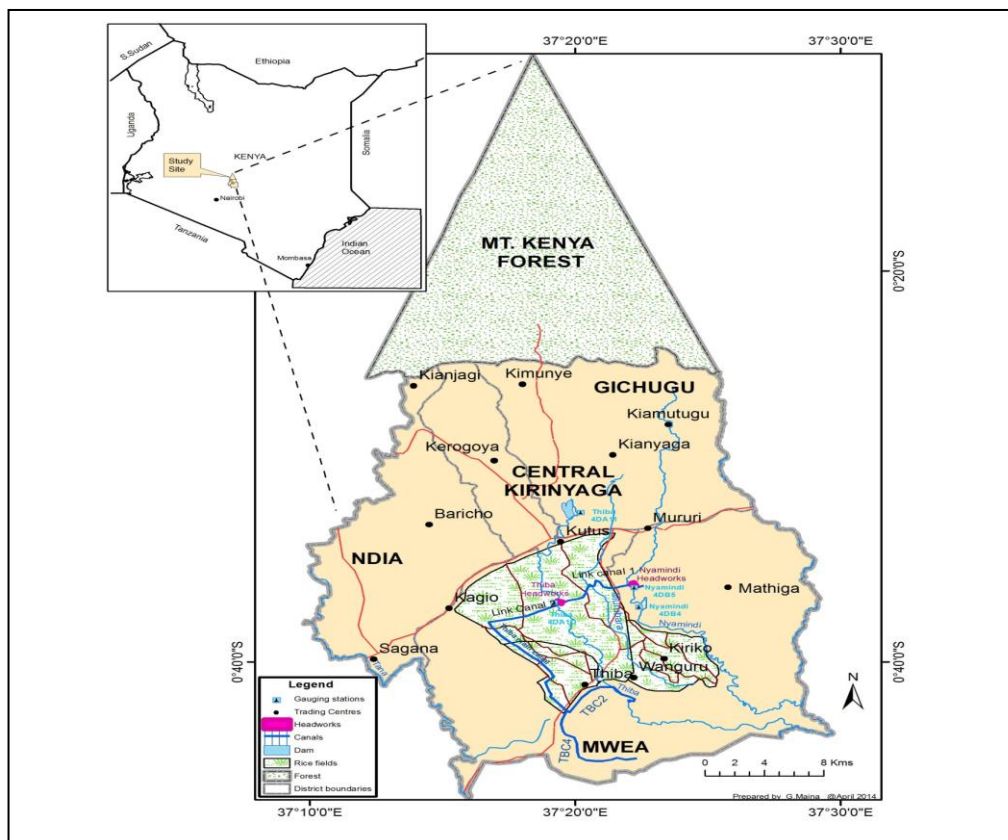 37°20'0"E
37°30'0"E
S.Sudan
Ethiopia
Uganda
Somalia
KENYA
Study
Site
Nairobi
Tanzania
Indian
Ocean
Mombasa
MT. KENYA
FOREST
0°20'0"S
0°20'0"S
Kianjagi
Kimunye
GICHUGU
Kiamutugu
Kerogoya
Kianyaga
CENTRAL
KIRINYAGA
Baricho
Thiba
4DA11
Mururi
Kutus
NDIA
Link canal 1
Nyamindi
Headworks
Thiba
Headworks
Nyamindi
4DB5
Mathiga
Kagio
Link Canal 2
Nyamindi
4DB4
Nyamindi
Kiriko
Sagana
Tana
Wanguru
Thiba
Thiba
0°40'0"S
0°40'0"S
TBC2
TBC4
MWEA
Legend
Gauging stations
Trading Centres
Headworks
Canals
Dam
Rice fields
Forest
District boundaries
N
0 2 4 8 Kms
Prepared by G.Maina @April 2014
37°10'0"E
37°20'0"E
37°30'0"E